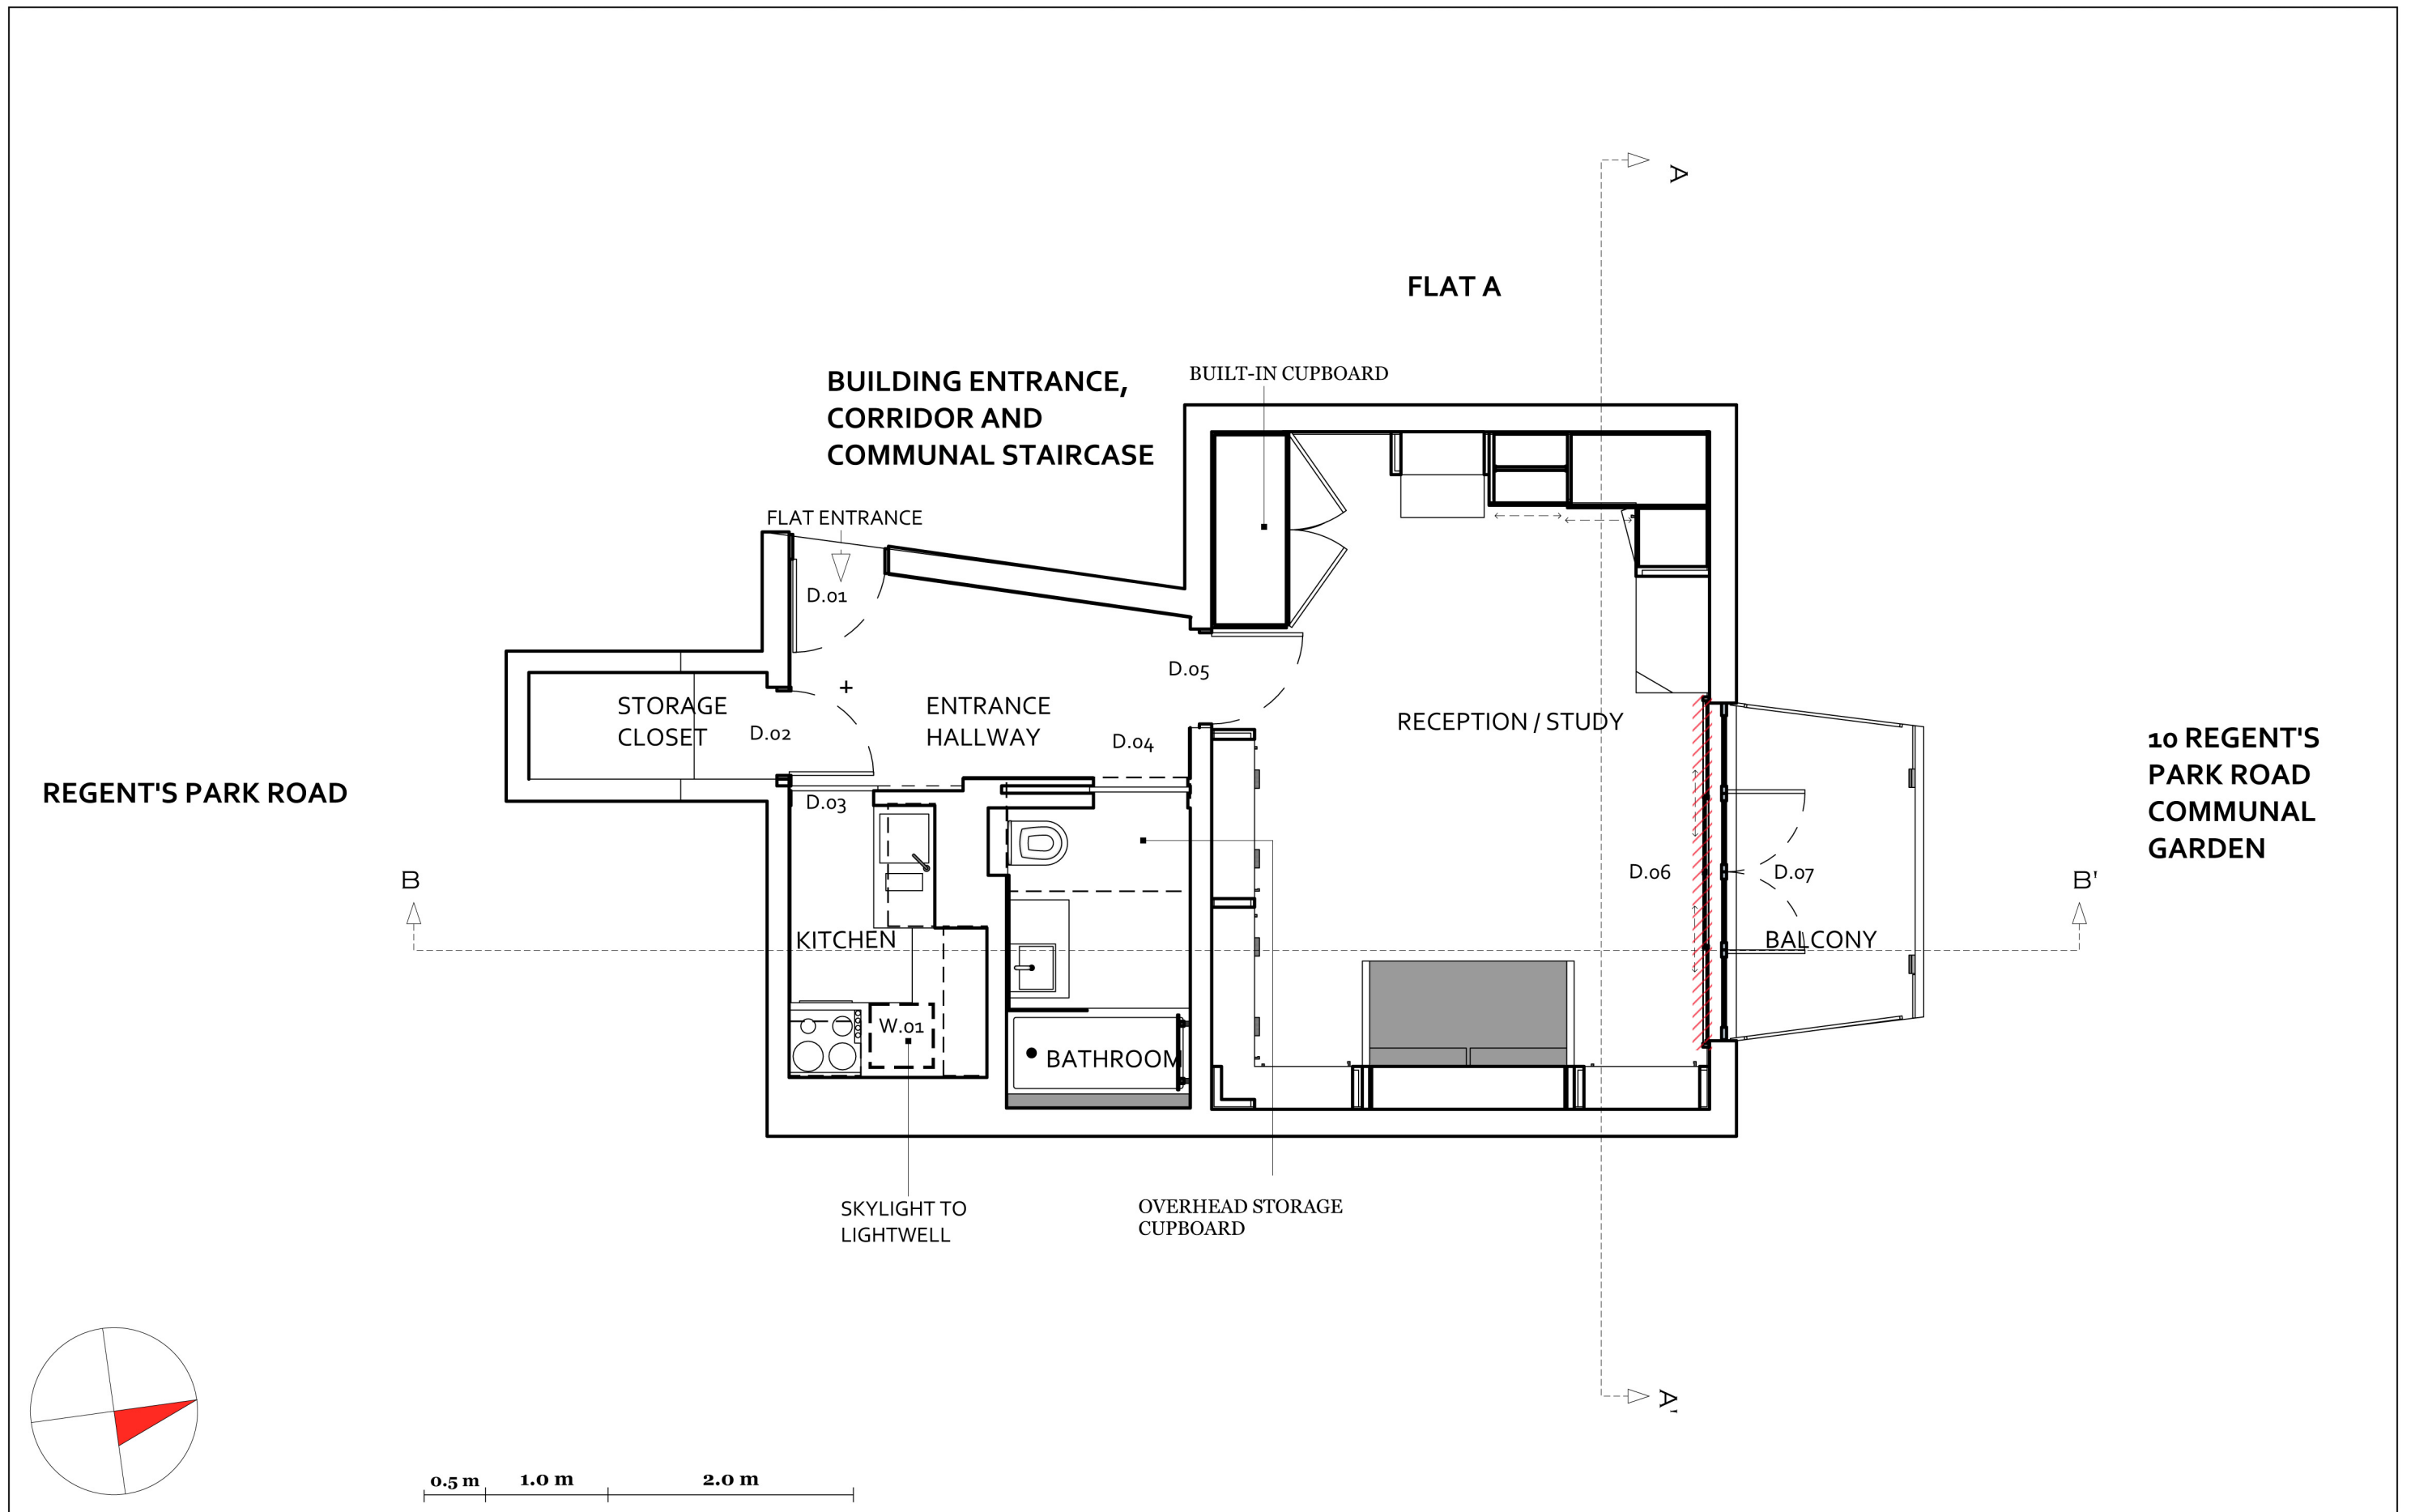 A
FLAT A
BUILDING ENTRANCE,
CORRIDOR AND
COMMUNAL STAIRCASE
BUILT-IN CUPBOARD
FLAT ENTRANCE
D.01
D.05
STORAGE
CLOSET
D.02
ENTRANCE
HALLWAY
D.04
RECEPTION / STUDY
REGENT'S PARK ROAD
D.03
10 REGENT'S
PARK ROAD
COMMUNAL
GARDEN
D.06
D.07
B
B'
KITCHEN
BALCONY
W.01
BATHROOM
SKYLIGHT TO
LIGHTWELL
OVERHEAD STORAGE
CUPBOARD
A'
0.5 m 1.0 m 2.0 m